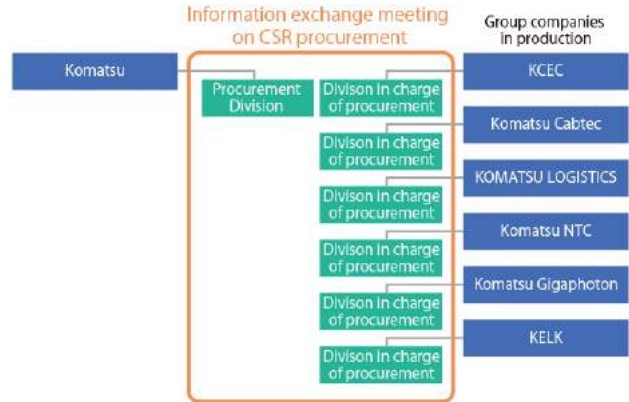 Information exchange meeting
on CSR procurement
Group companies
in production
Komatsu
Procurement
Division
Divison in charge
of procurement
KCEC
Divison in charge
of procurement
Komatsu Cabtec
Divison in charge
of procurement
KOMATSU LOGISTICS
Divison in charge
of procurement
Komatsu NTC
Divison in charge
of procurement
Komatsu Gigaphoton
Divison in charge
of procurement
KELK